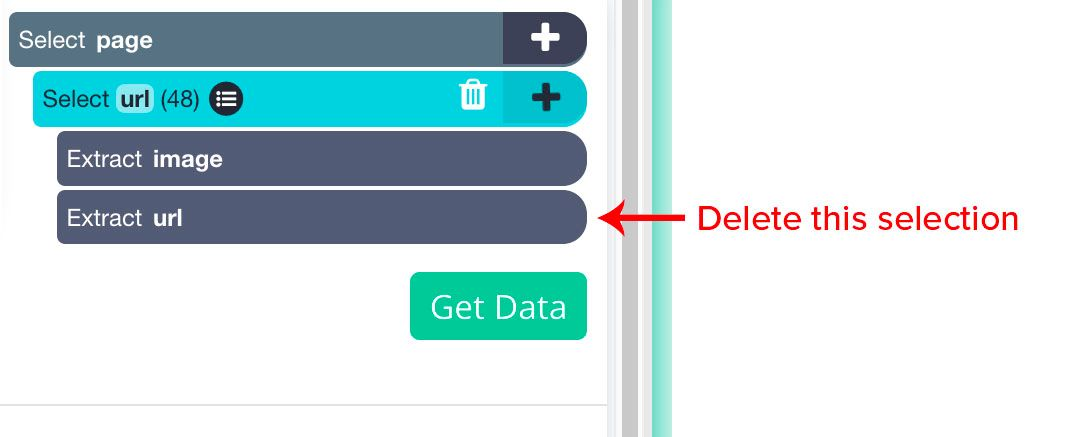 Select page
Select url (48)
Extract image
Extract url
Delete this selection
Get Data